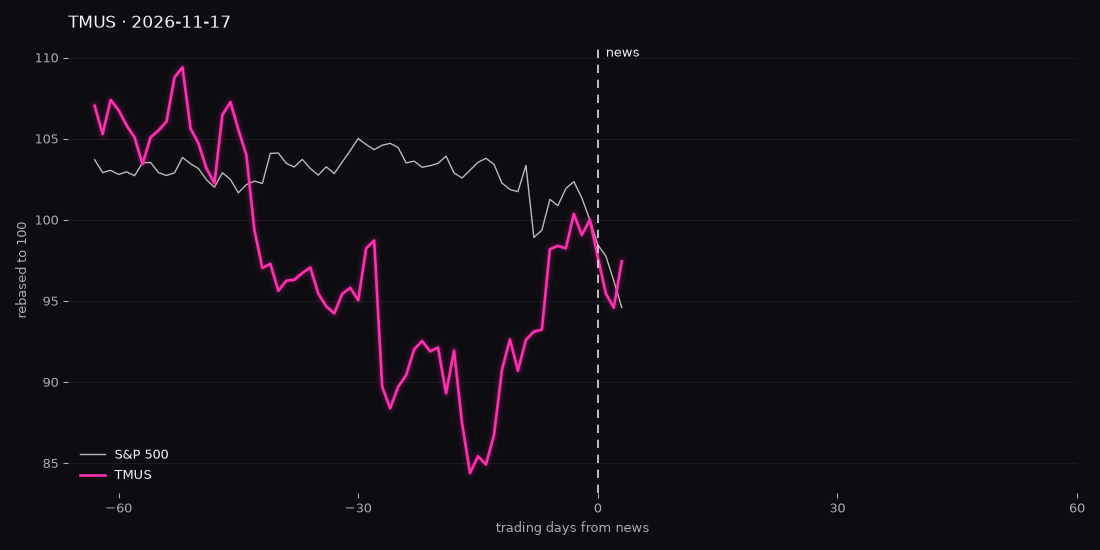 TMUS · 2026-11-17
news
110
105
100
95
90
85
rebased to 100
S&P 500
TMUS
−60
−30
0
30
60
trading days from news